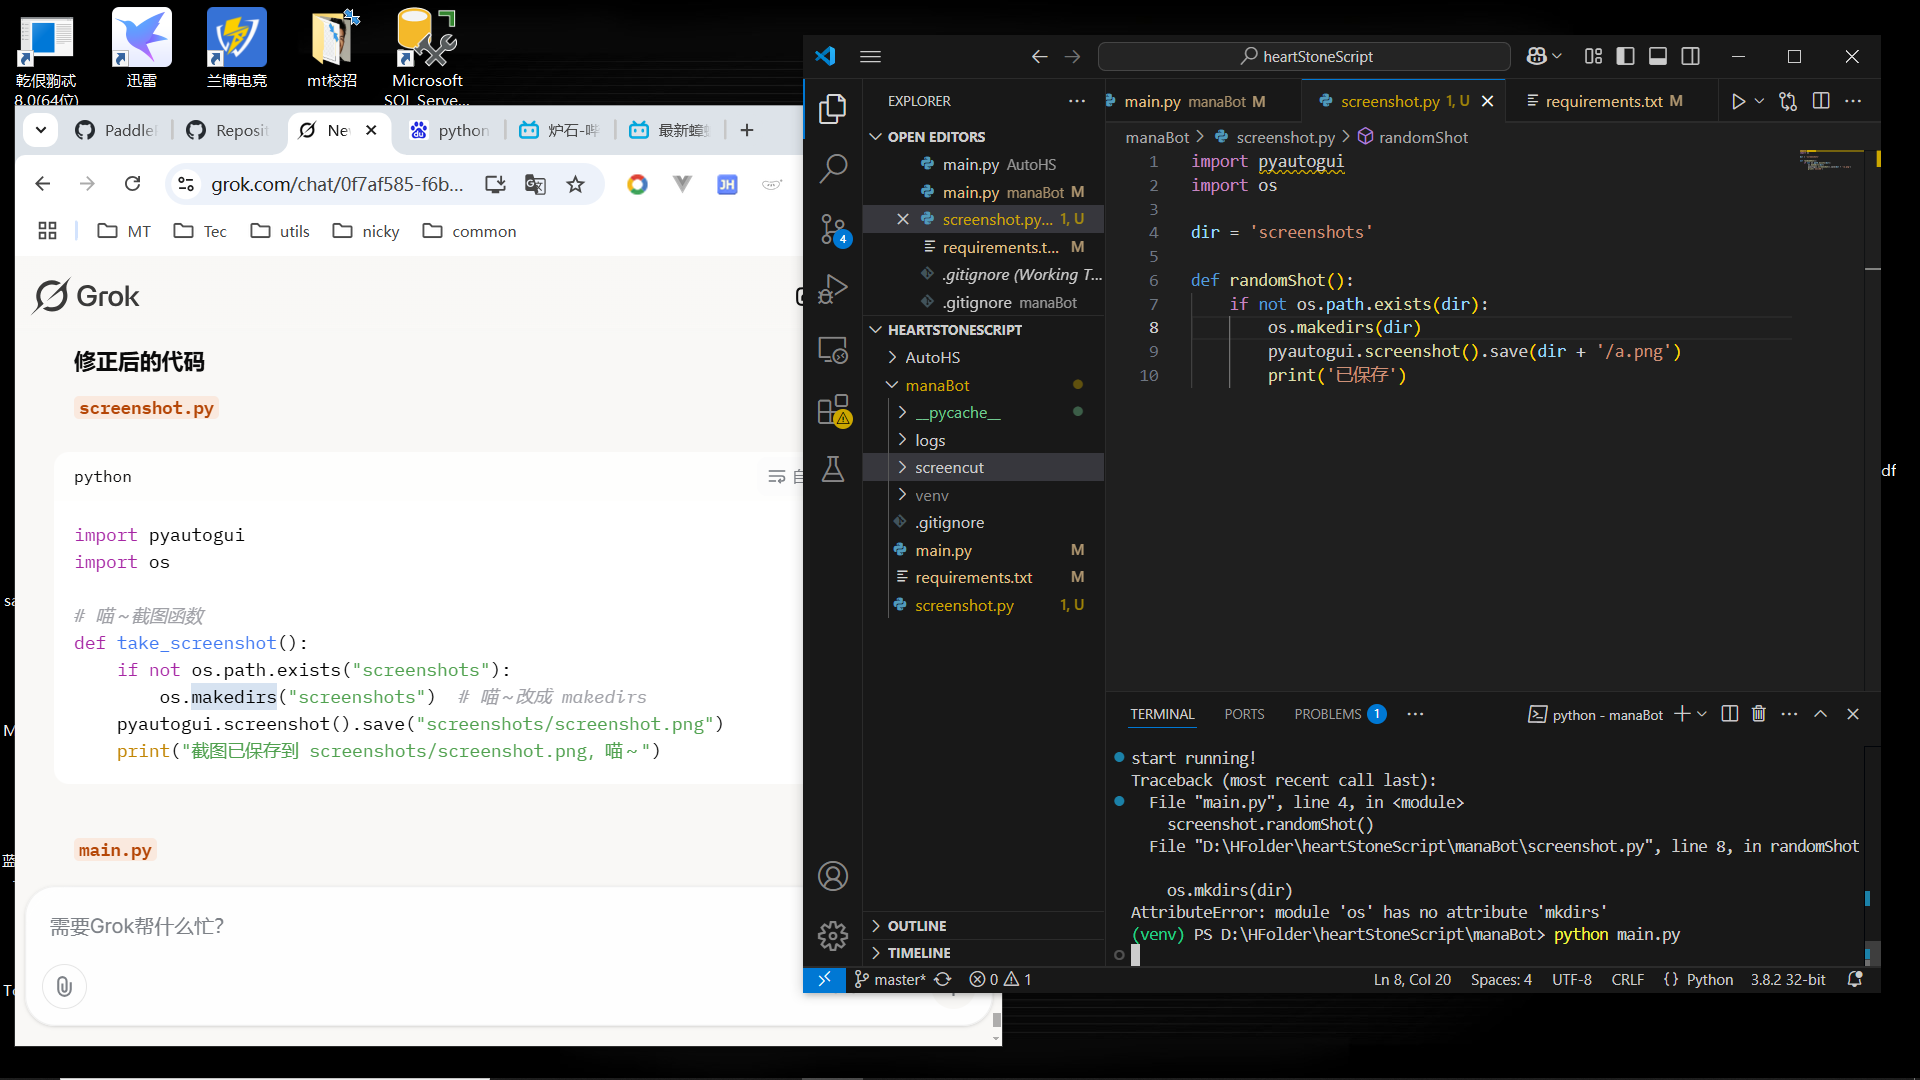 8.0(64位)
迅雷
兰博电竞
mt校招
Microsoft
SQL Serve...
Paddle
Reposit
Ne
python
炉石-哔
最新蟑
grok.com/chat/0f7af585-f6b...
JH
MT
Tec
utils
nicky
common
Grok
修正后的代码
screenshot.py
python
import pyautogui
import os
# 喵～截图函数
def take_screenshot():
if not os.path.exists("screenshots"):
os.makedirs("screenshots")  # 喵～改成 makedirs
pyautogui.screenshot().save("screenshots/screenshot.png")
print("截图已保存到 screenshots/screenshot.png, 喵～")
main.py
需要Grok帮什么忙?
heartStoneScript
EXPLORER
OPEN EDITORS
main.py AutoHS
main.py manaBot M
screenshot.py... 1, U
requirements.t... M
.gitignore (Working T...
.gitignore manaBot
HEARTSTONESCRIPT
AutoHS
manaBot
__pycache__
logs
screencut
venv
.gitignore
main.py M
requirements.txt M
screenshot.py 1, U
OUTLINE
TIMELINE
4
main.py manaBot M
screenshot.py 1, U
requirements.txt M
manaBot > screenshot.py > randomShot
1 import pyautogui
2 import os
3
4 dir = 'screenshots'
5
6 def randomShot():
7 if not os.path.exists(dir):
8 os.makedirs(dir)
9 pyautogui.screenshot().save(dir + '/a.png')
10 print('已保存')
TERMINAL PORTS PROBLEMS 1
python - manaBot
start running!
Traceback (most recent call last):
File "main.py", line 4, in <module>
screenshot.randomShot()
File "D:\HFolder\heartStoneScript\manaBot\screenshot.py", line 8, in randomShot
os.mkdirs(dir)
AttributeError: module 'os' has no attribute 'mkdirs'
(venv) PS D:\HFolder\heartStoneScript\manaBot> python main.py
master* 0 1
Ln 8, Col 20 Spaces: 4 UTF-8 CRLF {} Python 3.8.2 32-bit
df